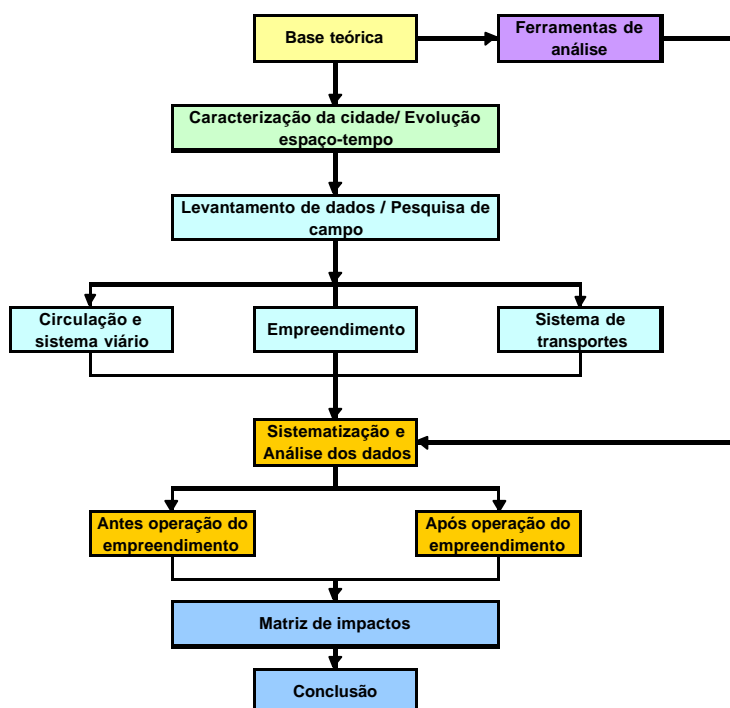 Base teórica
Ferramentas de
análise
Caracterização da cidade/ Evolução
espaço-tempo
Levantamento de dados / Pesquisa de
campo
Circulação e
sistema viário
Empreendimento
Sistema de
transportes
Sistematização e
Análise dos dados
Antes operação do
empreendimento
Após operação do
empreendimento
Matriz de impactos
Conclusão